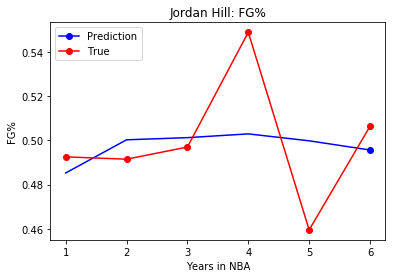 Jordan Hill: FG%
Prediction
True
FG%
0.54
0.52
0.50
0.48
0.46
1 2 3 4 5 6
Years in NBA